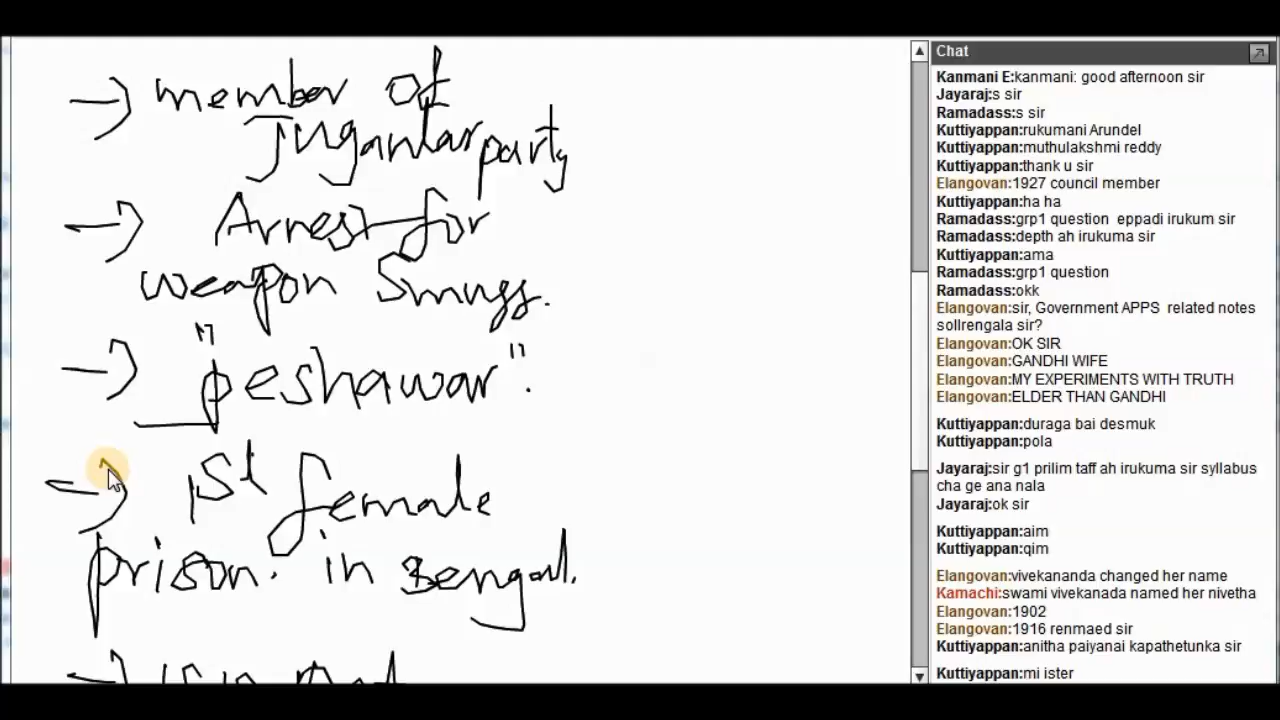 → member of
Jugantar party
→ Arrest for
weapon Smugg.
→ "peshawar".
→ 1st female
prison. in Bengal.
→
Chat
Kanmani E:kanmani: good afternoon sir
Jayaraj:s sir
Ramadass:s sir
Kuttiyappan:rukumani Arundel
Kuttiyappan:muthulakshmi reddy
Kuttiyappan:thank u sir
Elangovan:1927 council member
Kuttiyappan:ha ha
Ramadass:grp1 question eppadi irukum sir
Ramadass:depth ah irukuma sir
Kuttiyappan:ama
Ramadass:grp1 question
Ramadass:okk
Elangovan:sir, Government APPS related notes
sollrengala sir?
Elangovan:OK SIR
Elangovan:GANDHI WIFE
Elangovan:MY EXPERIMENTS WITH TRUTH
Elangovan:ELDER THAN GANDHI
Kuttiyappan:duraga bai desmuk
Kuttiyappan:pola
Jayaraj:sir g1 prilim taff ah irukuma sir syllabus
cha ge ana nala
Jayaraj:ok sir
Kuttiyappan:aim
Kuttiyappan:qim
Elangovan:vivekananda changed her name
Kamachi:swami vivekanada named her nivetha
Elangovan:1902
Elangovan:1916 renmaed sir
Kuttiyappan:anitha paiyanai kapathetunka sir
Kuttiyappan:mi ister